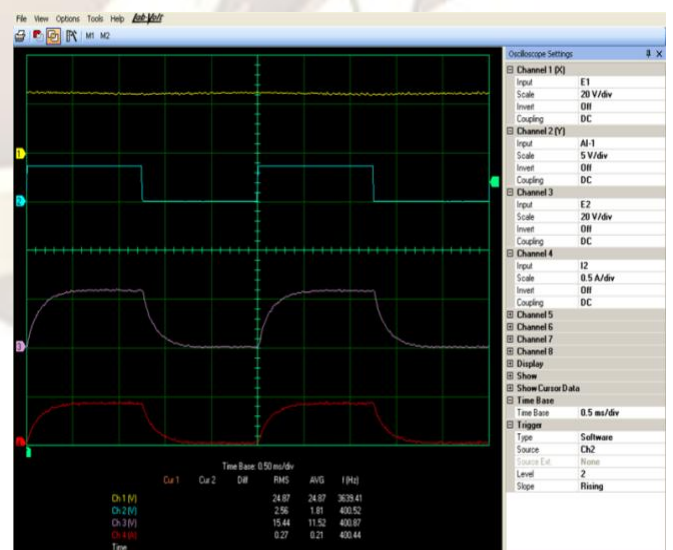 File View Options Tools Help Lab-Volt
M1 M2
1
2
3
Time Base: 0.50 ms/div
Cur 1 Cur 2 Diff RMS AVG f (Hz)
Ch 1 (V) 24.87 24.87 3639.41
Ch 2 (V) 2.56 1.81 400.52
Ch 3 (V) 15.44 11.52 400.87
Ch 4 (A) 0.27 0.21 400.44
Time
Oscilloscope Settings
Channel 1 (X)
Input E1
Scale 20 V/div
Invert Off
Coupling DC
Channel 2 (Y)
Input AI-1
Scale 5 V/div
Invert Off
Coupling DC
Channel 3
Input E2
Scale 20 V/div
Invert Off
Coupling DC
Channel 4
Input I2
Scale 0.5 A/div
Invert Off
Coupling DC
Channel 5
Channel 6
Channel 7
Channel 8
Display
Show
Show Cursor Data
Time Base
Time Base 0.5 ms/div
Trigger
Type Software
Source Ch2
Source Ext. None
Level 2
Slope Rising